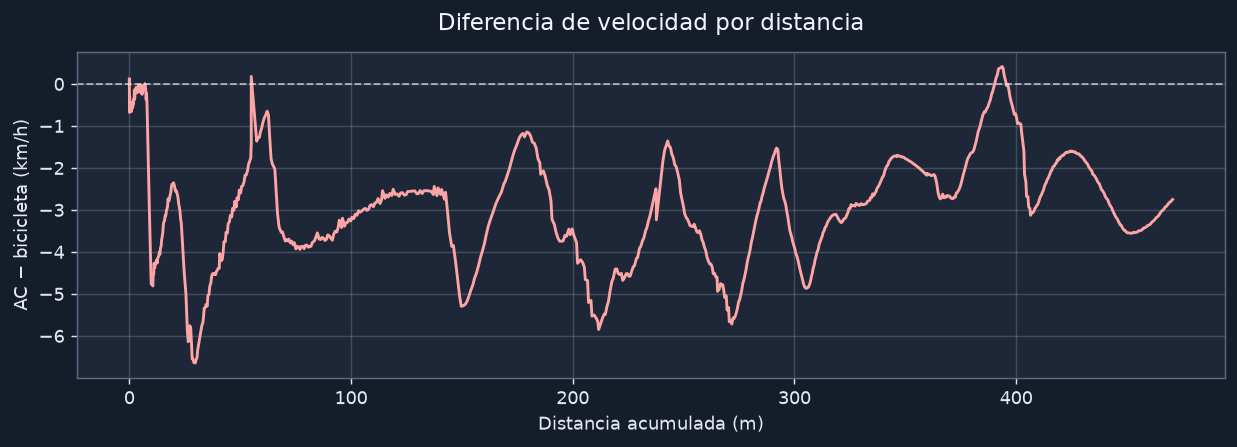 Diferencia de velocidad por distancia
AC − bicicleta (km/h)
0
−1
−2
−3
−4
−5
−6
0 100 200 300 400
Distancia acumulada (m)